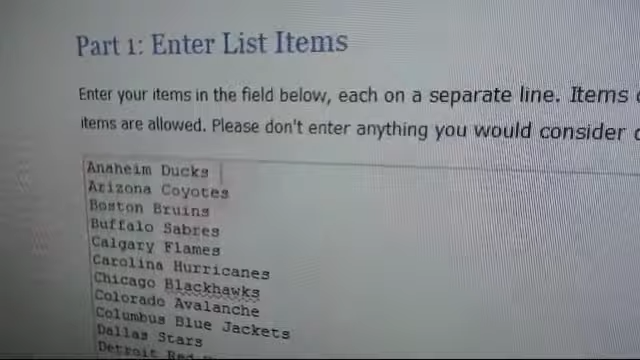 Part 1: Enter List Items
Enter your items in the field below, each on a separate line. Items
items are allowed. Please don't enter anything you would consider
Anaheim Ducks
Arizona Coyotes
Boston Bruins
Buffalo Sabres
Calgary Flames
Carolina Hurricanes
Chicago Blackhawks
Colorado Avalanche
Columbus Blue Jackets
Dallas Stars
Detroit Red